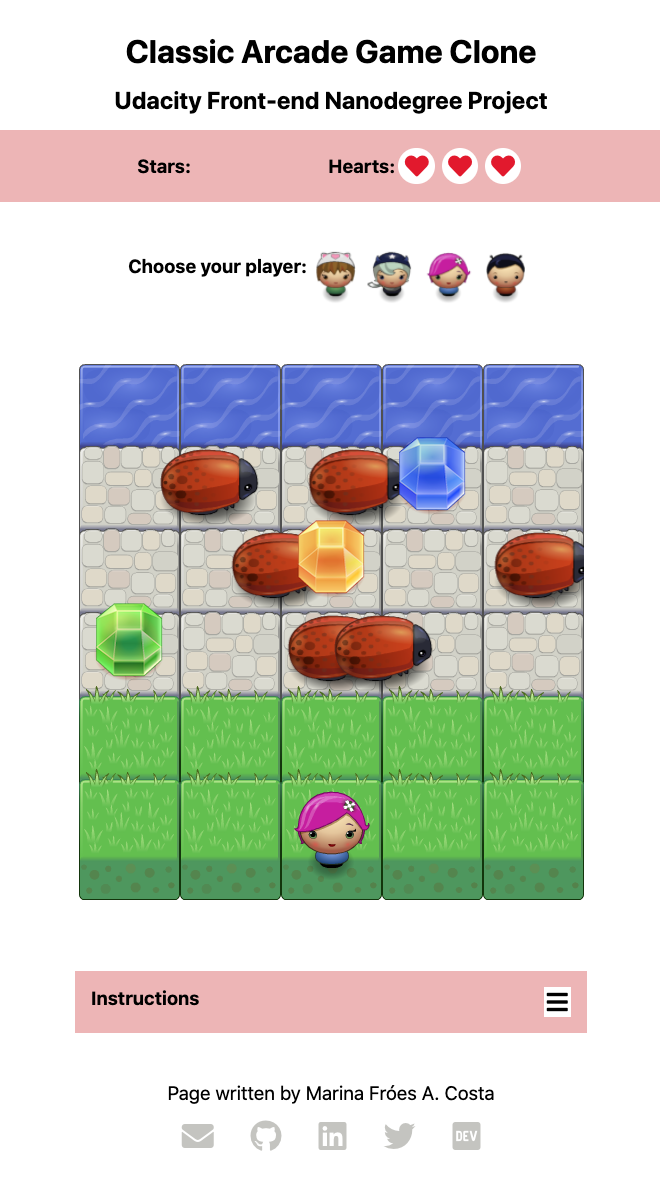 Classic Arcade Game Clone
Udacity Front-end Nanodegree Project
Stars: Hearts:
Choose your player:
Instructions
Page written by Marina Fróes A. Costa
DEV